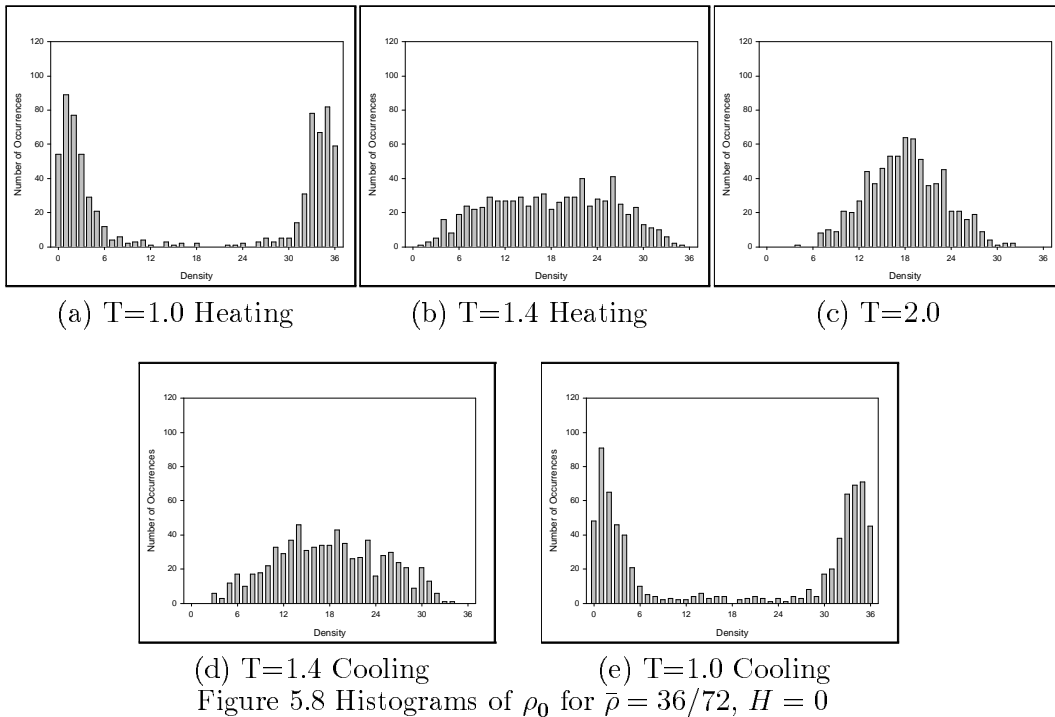 120
100
80
60
40
20
0
Number of Occurrences
0 6 12 18 24 30 36
Density
(a) T=1.0 Heating
120
100
80
60
40
20
0
Number of Occurrences
0 6 12 18 24 30 36
Density
(b) T=1.4 Heating
120
100
80
60
40
20
0
Number of Occurrences
0 6 12 18 24 30 36
Density
(c) T=2.0
120
100
80
60
40
20
0
Number of Occurrences
0 6 12 18 24 30 36
Density
(d) T=1.4 Cooling
120
100
80
60
40
20
0
Number of Occurrences
0 6 12 18 24 30 36
Density
(e) T=1.0 Cooling
Figure 5.8 Histograms of ρ₀ for ρ̄ = 36/72, H = 0